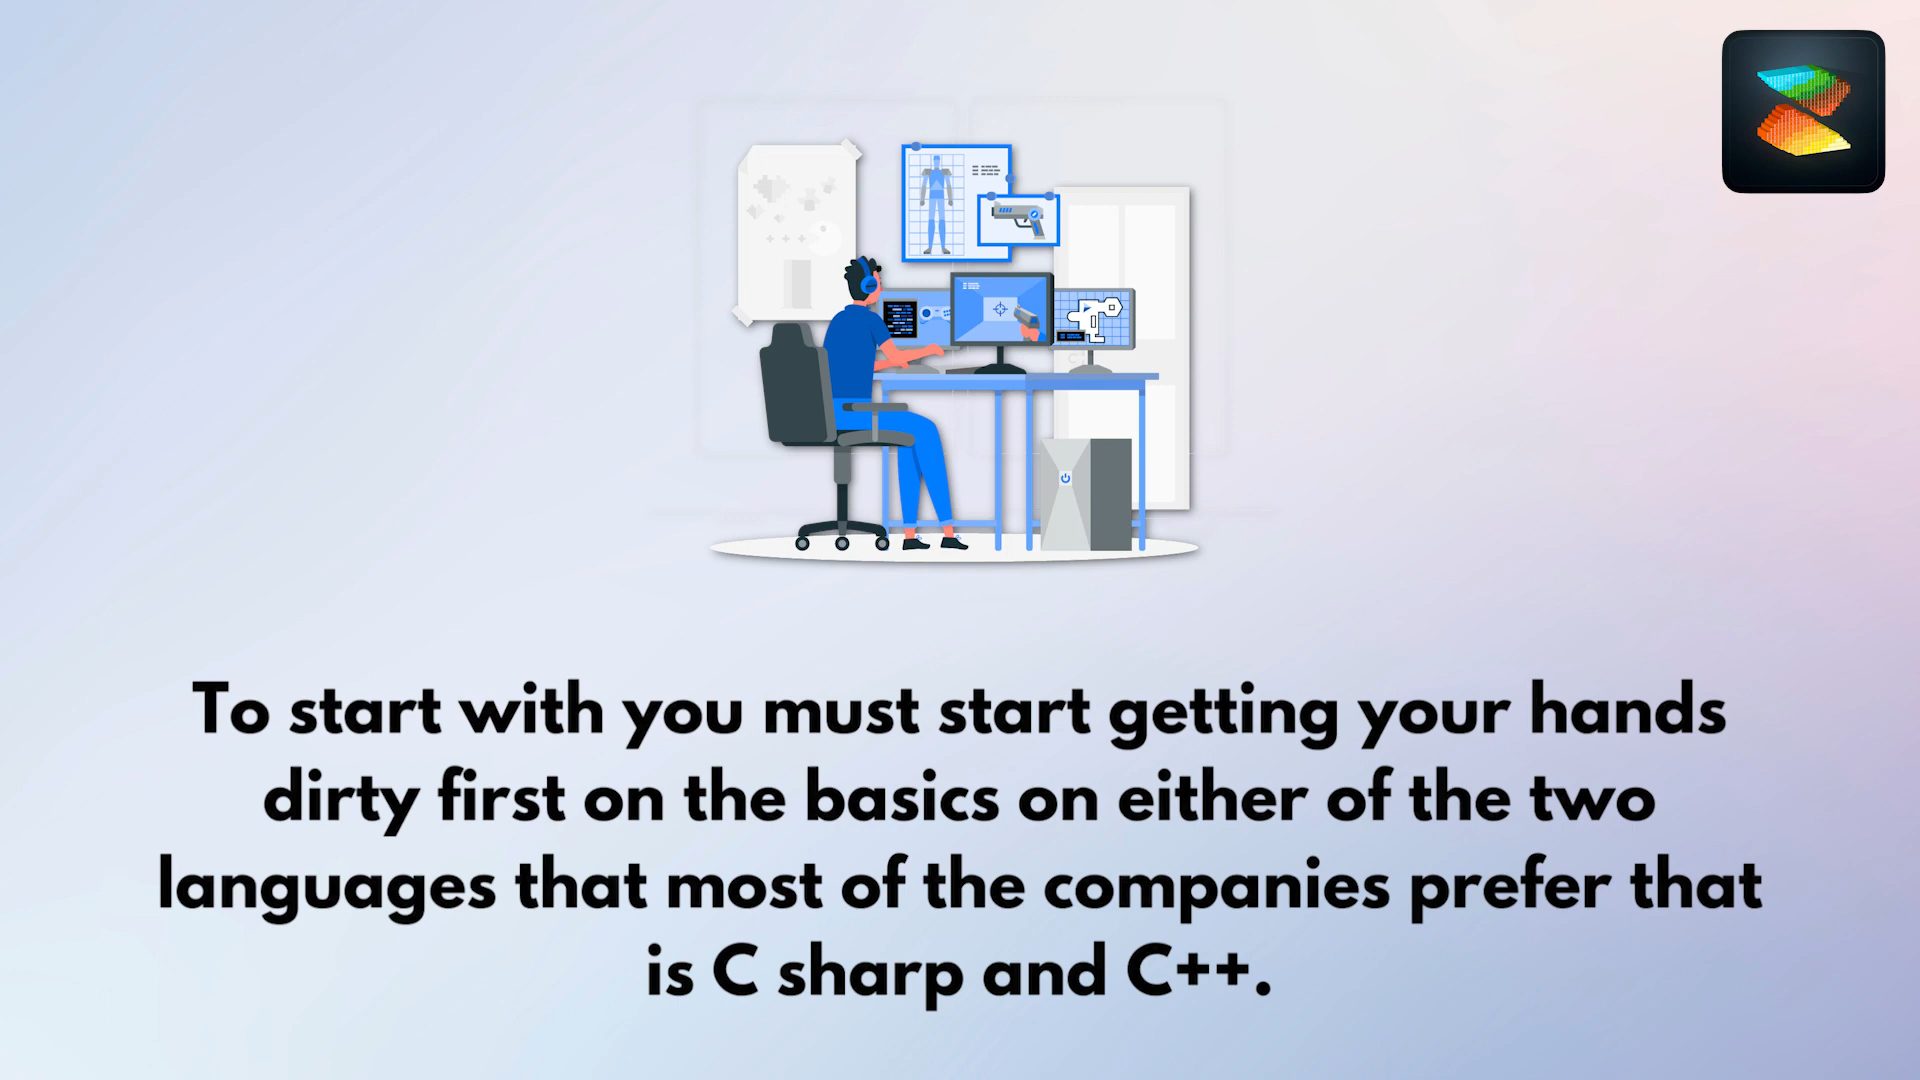 To start with you must start getting your hands
dirty first on the basics on either of the two
languages that most of the companies prefer that
is C sharp and C++.